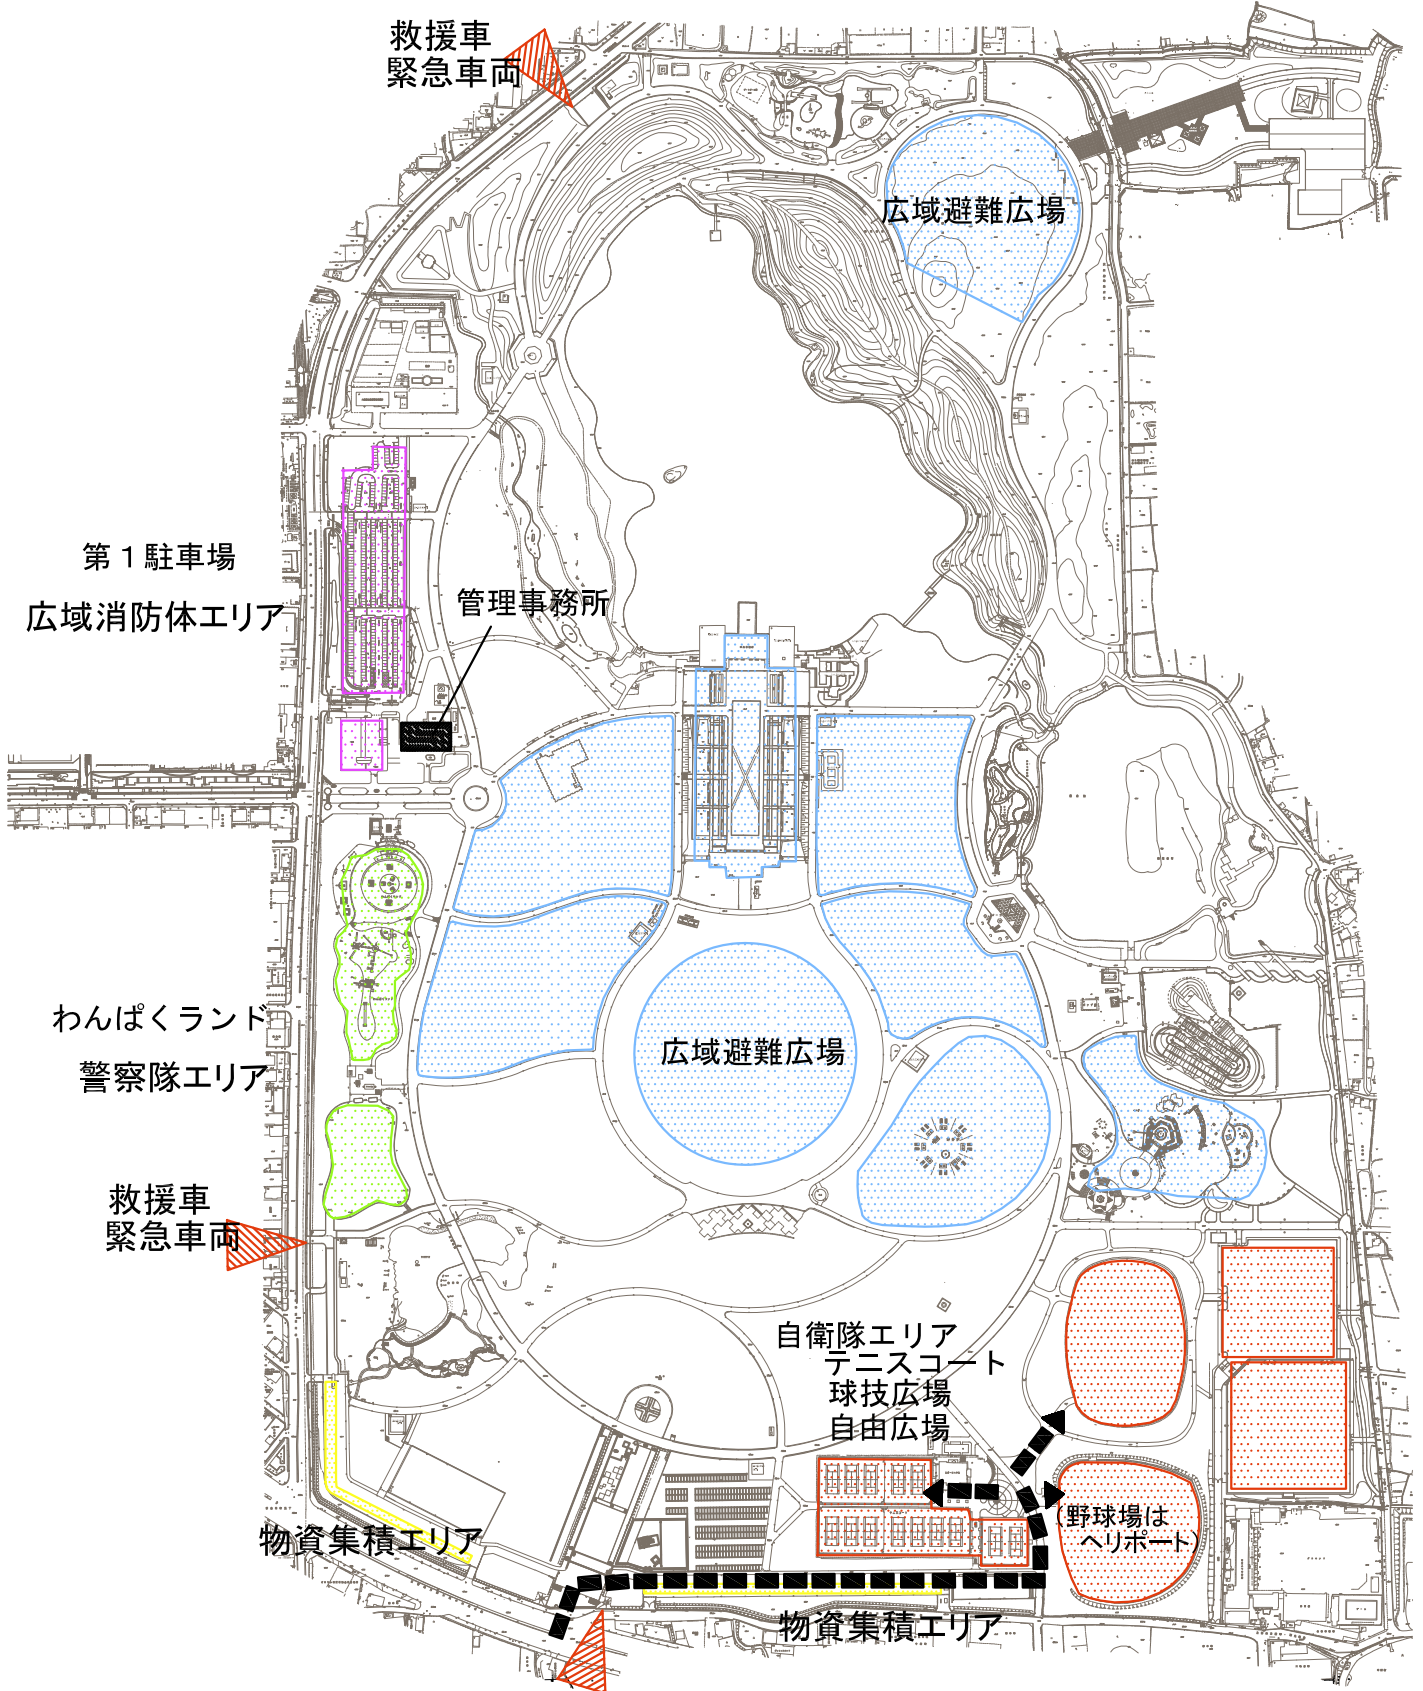 救援車
緊急車両
広域避難広場
第１駐車場
広域消防体エリア
管理事務所
わんぱくランド
警察隊エリア
広域避難広場
救援車
緊急車両
自衛隊エリア
テニスコート
球技広場
自由広場
(野球場は
ヘリポート)
物資集積エリア
物資集積エリア